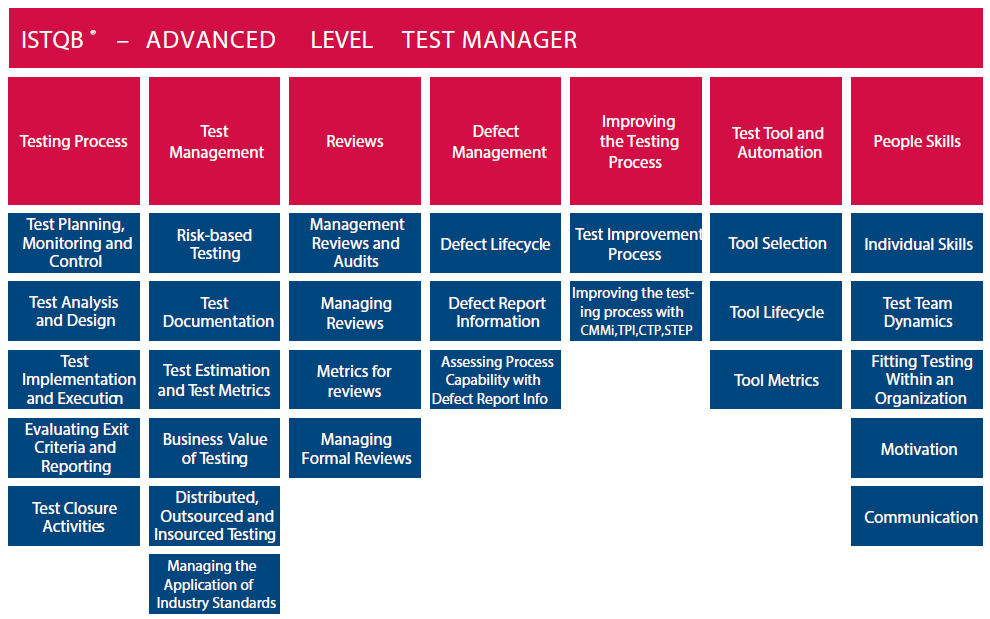 ISTQB® – ADVANCED LEVEL TEST MANAGER
Testing Process
Test
Management
Reviews
Defect
Management
Improving
the Testing
Process
Test Tool and
Automation
People Skills
Test Planning,
Monitoring and
Control
Test Analysis
and Design
Test
Implementation
and Execution
Evaluating Exit
Criteria and
Reporting
Test Closure
Activities
Risk-based
Testing
Test
Documentation
Test Estimation
and Test Metrics
Business Value
of Testing
Distributed,
Outsourced and
Insourced Testing
Managing the
Application of
Industry Standards
Management
Reviews and
Audits
Managing
Reviews
Metrics for
reviews
Managing
Formal Reviews
Defect Lifecycle
Defect Report
Information
Assessing Process
Capability with
Defect Report Info
Test Improvement
Process
Improving the test-
ing process with
CMMi,TPI,CTP,STEP
Tool Selection
Tool Lifecycle
Tool Metrics
Individual Skills
Test Team
Dynamics
Fitting Testing
Within an
Organization
Motivation
Communication